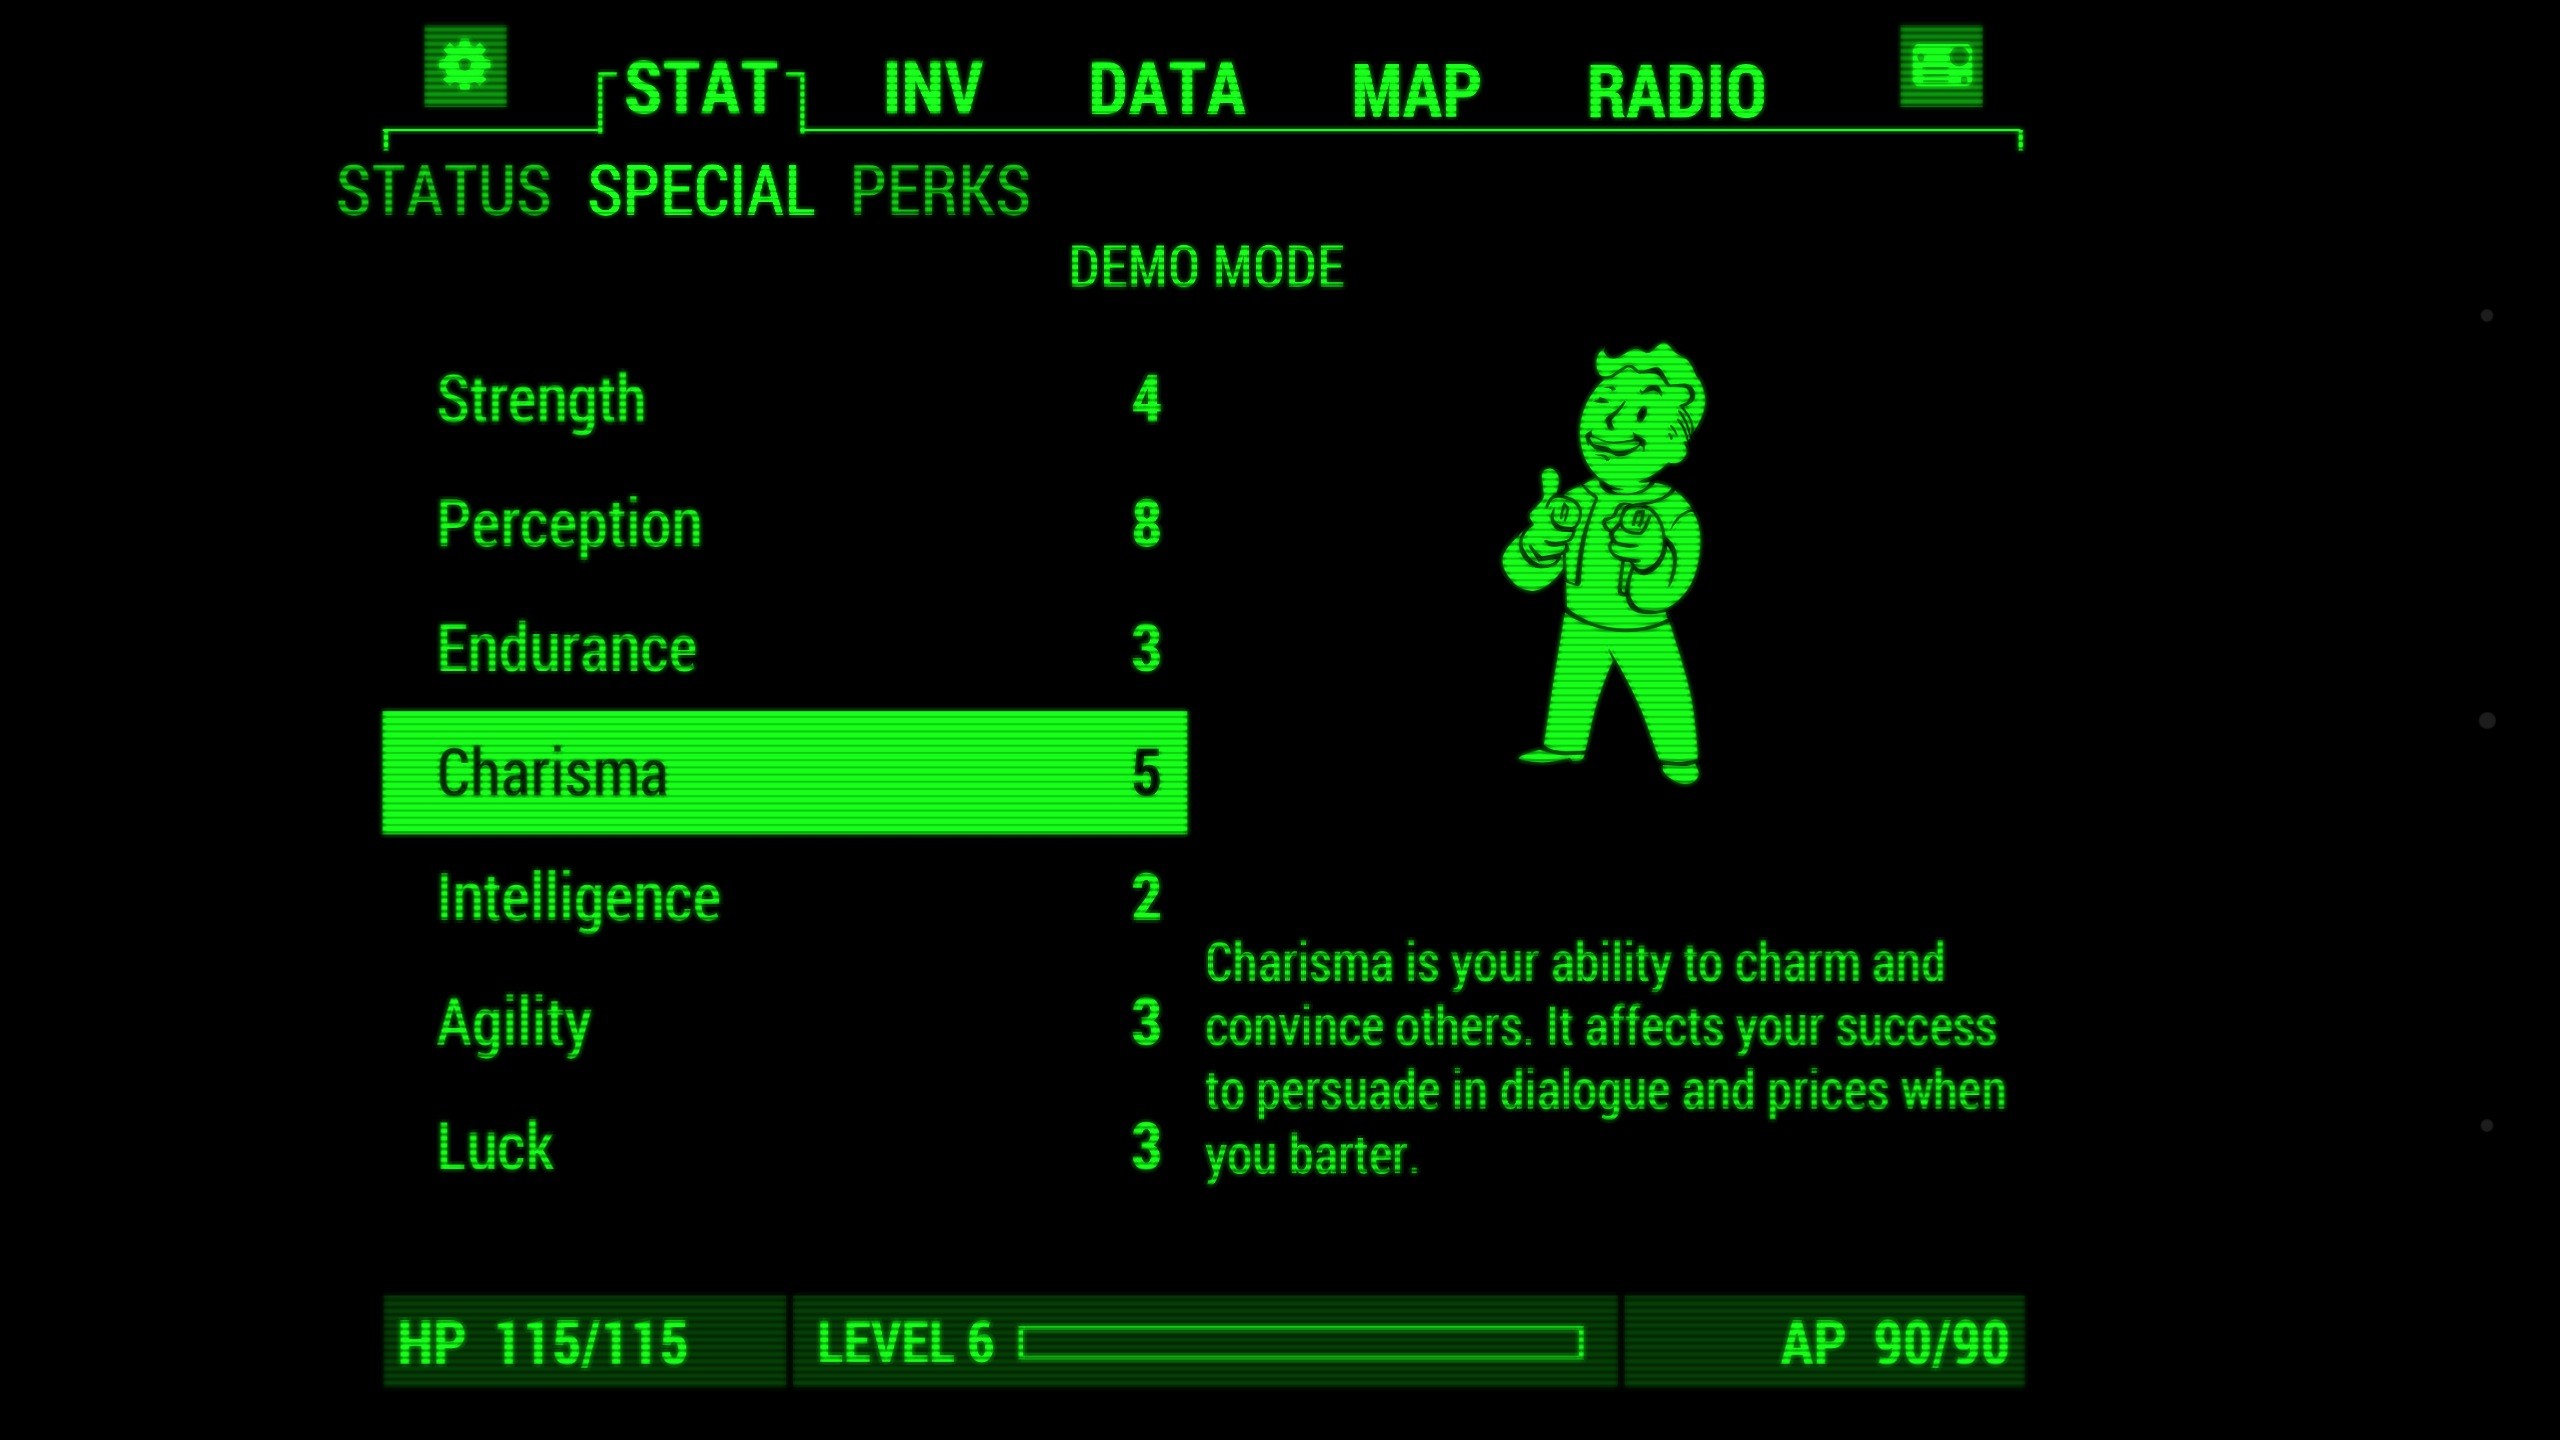 STAT INV DATA MAP RADIO
STATUS SPECIAL PERKS
DEMO MODE
Strength 4
Perception 8
Endurance 3
Charisma 5
Intelligence 2
Agility 3
Luck 3
Charisma is your ability to charm and
convince others. It affects your success
to persuade in dialogue and prices when
you barter.
HP 115/115 LEVEL 6 AP 90/90